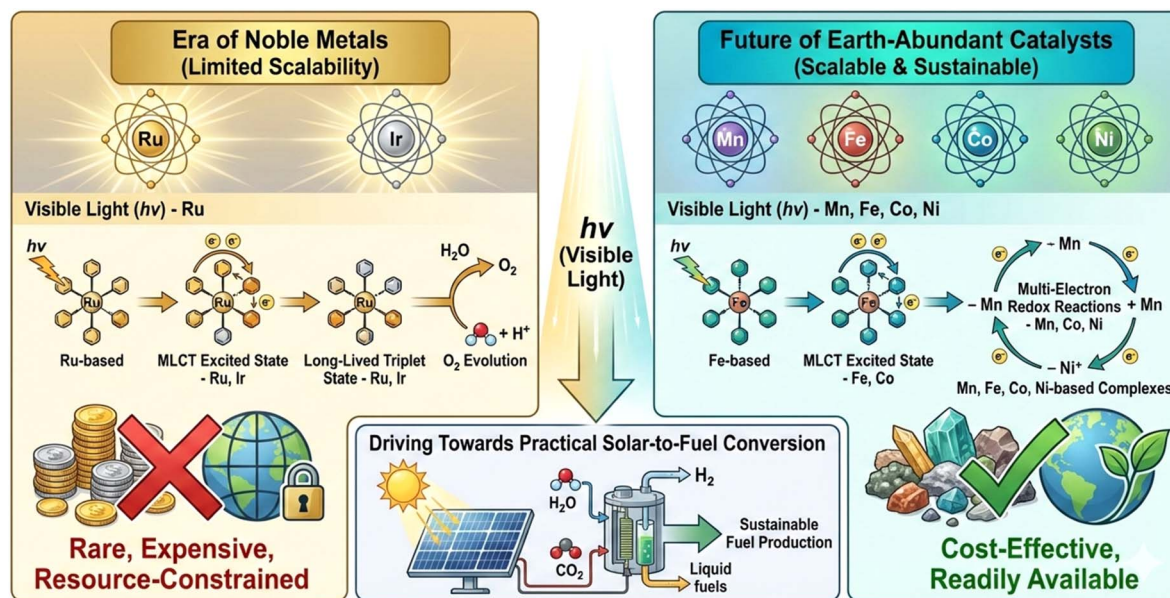 Era of Noble Metals
(Limited Scalability)
Ru
Ir
Visible Light (hv) - Ru
hv
Ru
Ru-based
e⁻ e⁻
Ru
e⁻
MLCT Excited State
- Ru, Ir
Ru
Long-Lived Triplet
State - Ru, Ir
H₂O
O₂
+ H⁺
O₂ Evolution
Rare, Expensive,
Resource-Constrained
hv
(Visible
Light)
Future of Earth-Abundant Catalysts
(Scalable & Sustainable)
Mn
Fe
Co
Ni
Visible Light (hv) - Mn, Fe, Co, Ni
hv
Fe
Fe-based
e⁻ e⁻
Fe
e⁻
MLCT Excited State
- Fe, Co
- Mn
e⁻
e⁻
- Mn
Multi-Electron
Redox Reactions
- Mn, Co, Ni
+ Mn
e⁻
e⁻
- Ni⁺
Mn, Fe, Co, Ni-based Complexes
Cost-Effective,
Readily Available
Driving Towards Practical Solar-to-Fuel Conversion
H₂O
H₂
CO₂
Sustainable
Fuel Production
Liquid
fuels